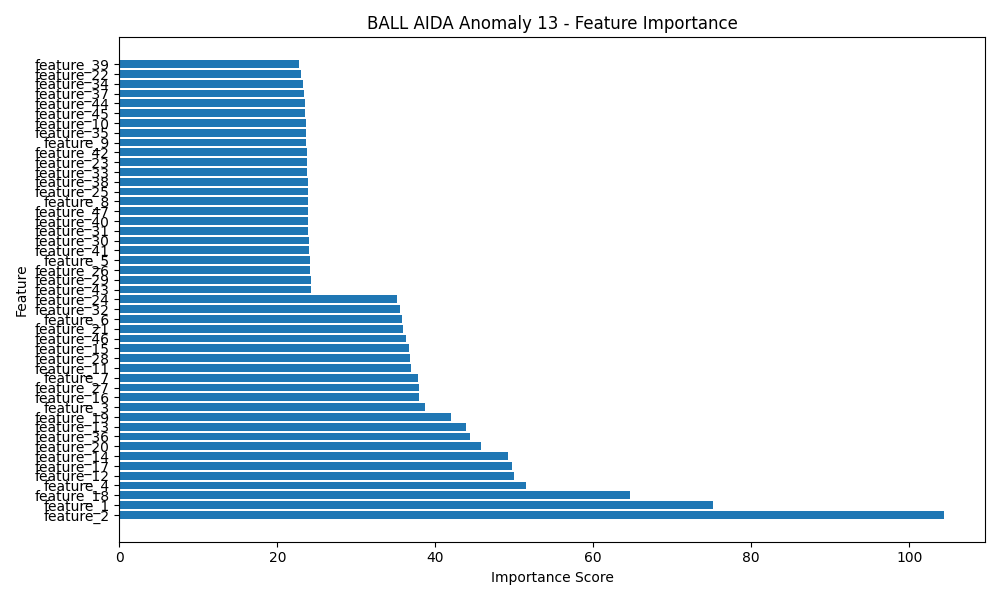 BALL AIDA Anomaly 13 - Feature Importance
feature_39
feature_22
feature_34
feature_37
feature_44
feature_45
feature_10
feature_35
feature_9
feature_42
feature_23
feature_33
feature_38
feature_25
feature_8
feature_47
feature_40
feature_31
feature_30
feature_41
feature_5
feature_26
feature_29
feature_43
feature_24
feature_32
feature_6
feature_21
feature_46
feature_15
feature_28
feature_11
feature_7
feature_27
feature_16
feature_3
feature_19
feature_13
feature_36
feature_20
feature_14
feature_17
feature_12
feature_4
feature_18
feature_1
feature_2
Feature
0 20 40 60 80 100
Importance Score